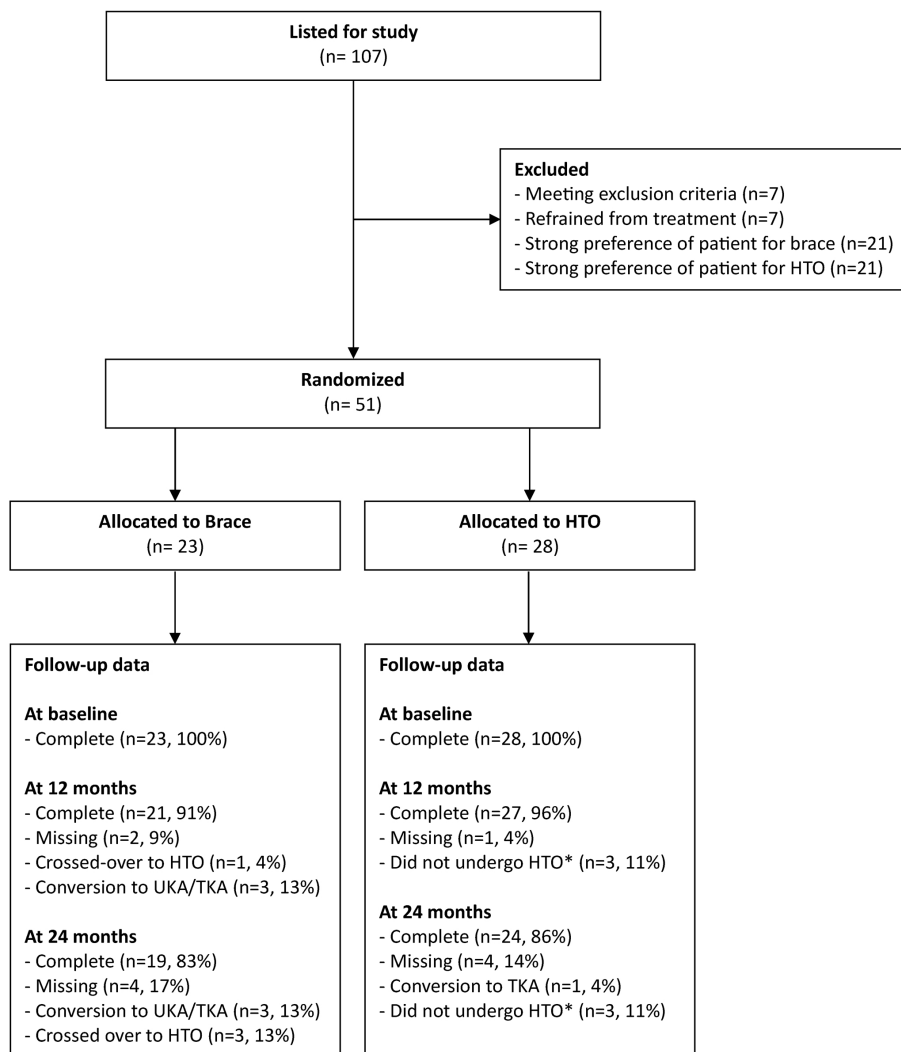 Listed for study
(n= 107)
Excluded
- Meeting exclusion criteria (n=7)
- Refrained from treatment (n=7)
- Strong preference of patient for brace (n=21)
- Strong preference of patient for HTO (n=21)
Randomized
(n= 51)
Allocated to Brace
(n= 23)
Allocated to HTO
(n= 28)
Follow-up data
At baseline
- Complete (n=23, 100%)
At 12 months
- Complete (n=21, 91%)
- Missing (n=2, 9%)
- Crossed-over to HTO (n=1, 4%)
- Conversion to UKA/TKA (n=3, 13%)
At 24 months
- Complete (n=19, 83%)
- Missing (n=4, 17%)
- Conversion to UKA/TKA (n=3, 13%)
- Crossed over to HTO (n=3, 13%)
Follow-up data
At baseline
- Complete (n=28, 100%)
At 12 months
- Complete (n=27, 96%)
- Missing (n=1, 4%)
- Did not undergo HTO* (n=3, 11%)
At 24 months
- Complete (n=24, 86%)
- Missing (n=4, 14%)
- Conversion to TKA (n=1, 4%)
- Did not undergo HTO* (n=3, 11%)